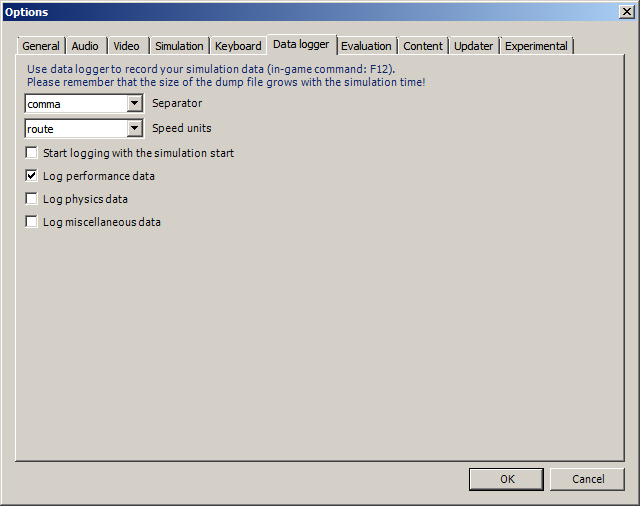 Options
General Audio Video Simulation Keyboard Data logger Evaluation Content Updater Experimental
Use data logger to record your simulation data (in-game command: F12).
Please remember that the size of the dump file grows with the simulation time!
comma Separator
route Speed units
Start logging with the simulation start
Log performance data
Log physics data
Log miscellaneous data
OK Cancel